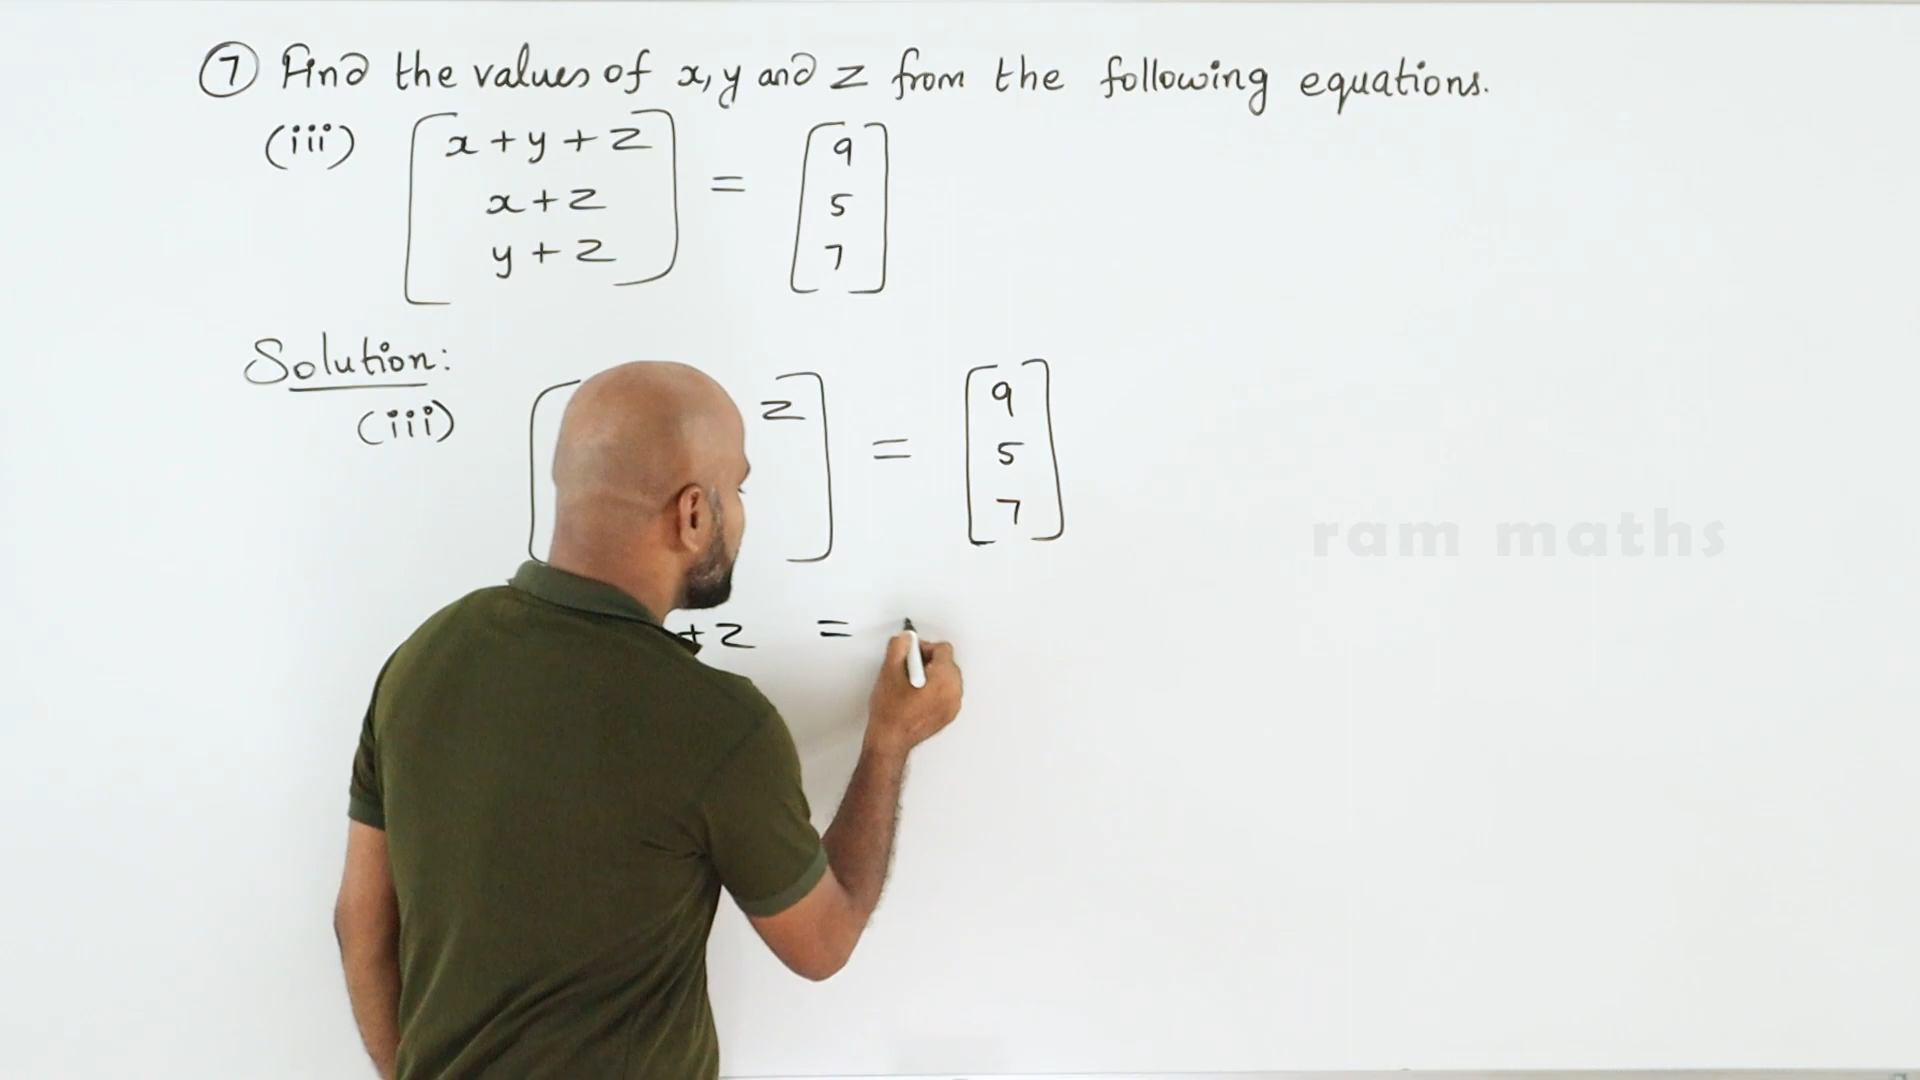 7 Find the values of x, y and z from the following equations.
(iii) [x+y+z x+z y+z] = [9 5 7]
Solution:
(iii) [ z ] = [9 5 7]
ram maths
+z =